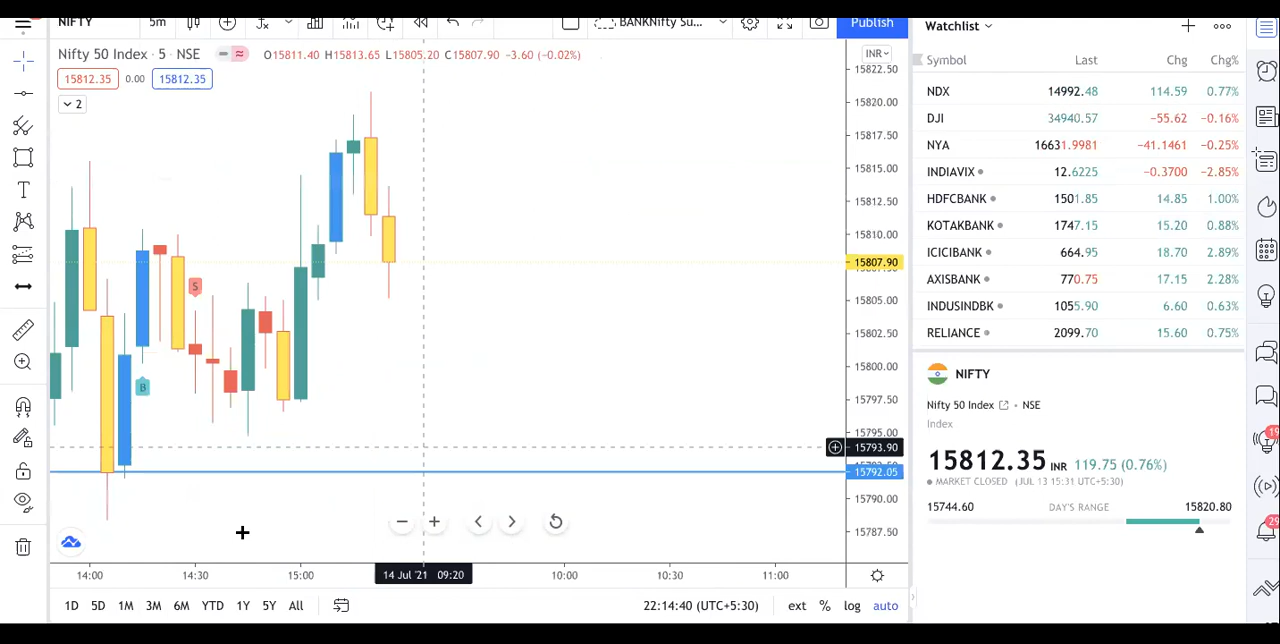 NIFTY 5m BANKNifty Su... Publish
Nifty 50 Index · 5 · NSE O15811.40 H15813.65 L15805.20 C15807.90 −3.60 (−0.02%)
15812.35 0.00 15812.35
2
INR
15822.50
15820.00
15817.50
15815.00
15812.50
15810.00
15807.90
15805.00
15802.50
15800.00
15797.50
15795.00
15793.90
15792.05
15790.00
15787.50
S
B
14:00 14:30 15:00 14 Jul '21 09:20 10:00 10:30 11:00
1D 5D 1M 3M 6M YTD 1Y 5Y All 22:14:40 (UTC+5:30) ext % log auto
Watchlist
Symbol Last Chg Chg%
NDX 14992.48 114.59 0.77%
DJI 34940.57 −55.62 −0.16%
NYA 16631.9981 −41.1461 −0.25%
INDIAVIX 12.6225 −0.3700 −2.85%
HDFCBANK 1501.85 14.85 1.00%
KOTAKBANK 1747.15 15.20 0.88%
ICICIBANK 664.95 18.70 2.89%
AXISBANK 770.75 17.15 2.28%
INDUSINDBK 1055.90 6.60 0.63%
RELIANCE 2099.70 15.60 0.75%
NIFTY
Nifty 50 Index · NSE
Index
15812.35 INR 119.75 (0.76%)
MARKET CLOSED (JUL 13 15:31 UTC+5:30)
15744.60 DAY'S RANGE 15820.80